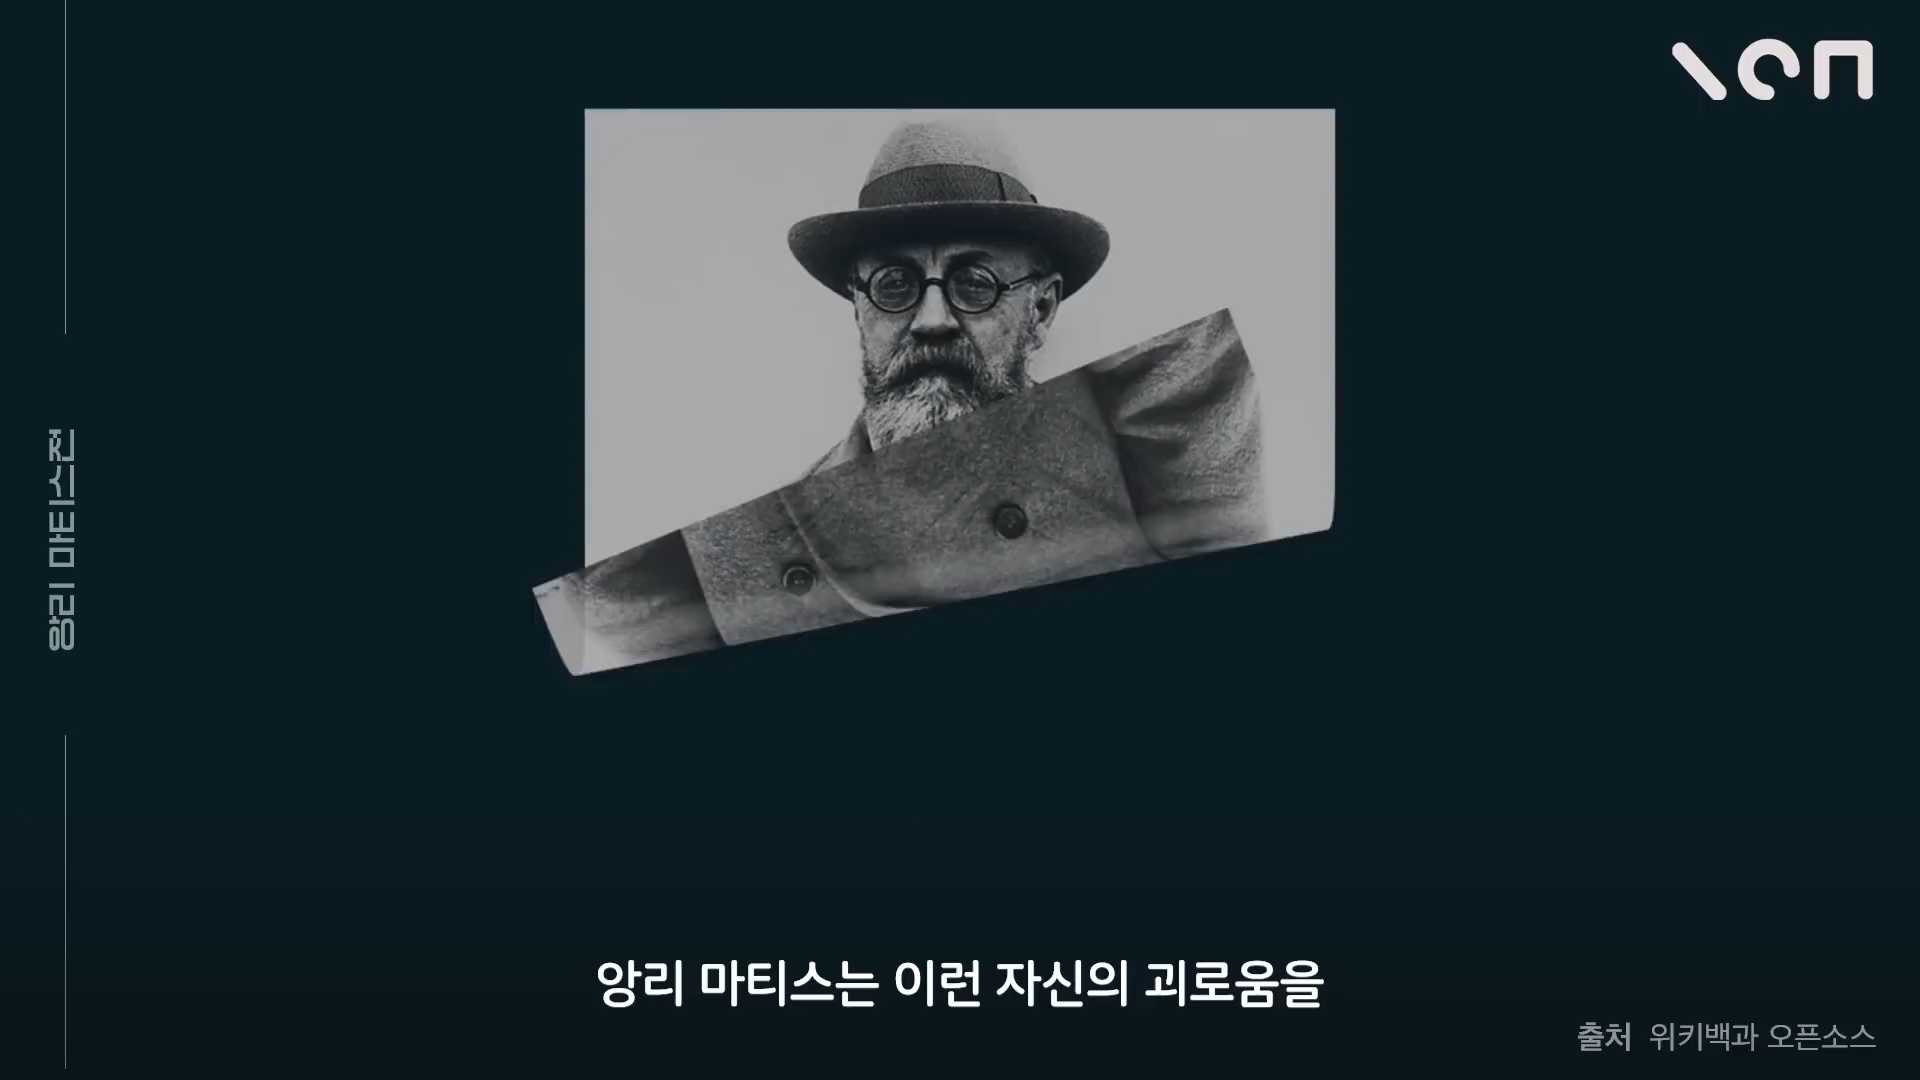 앙리 마티스전
앙리 마티스는 이런 자신의 괴로움을
출처 위키백과 오픈소스